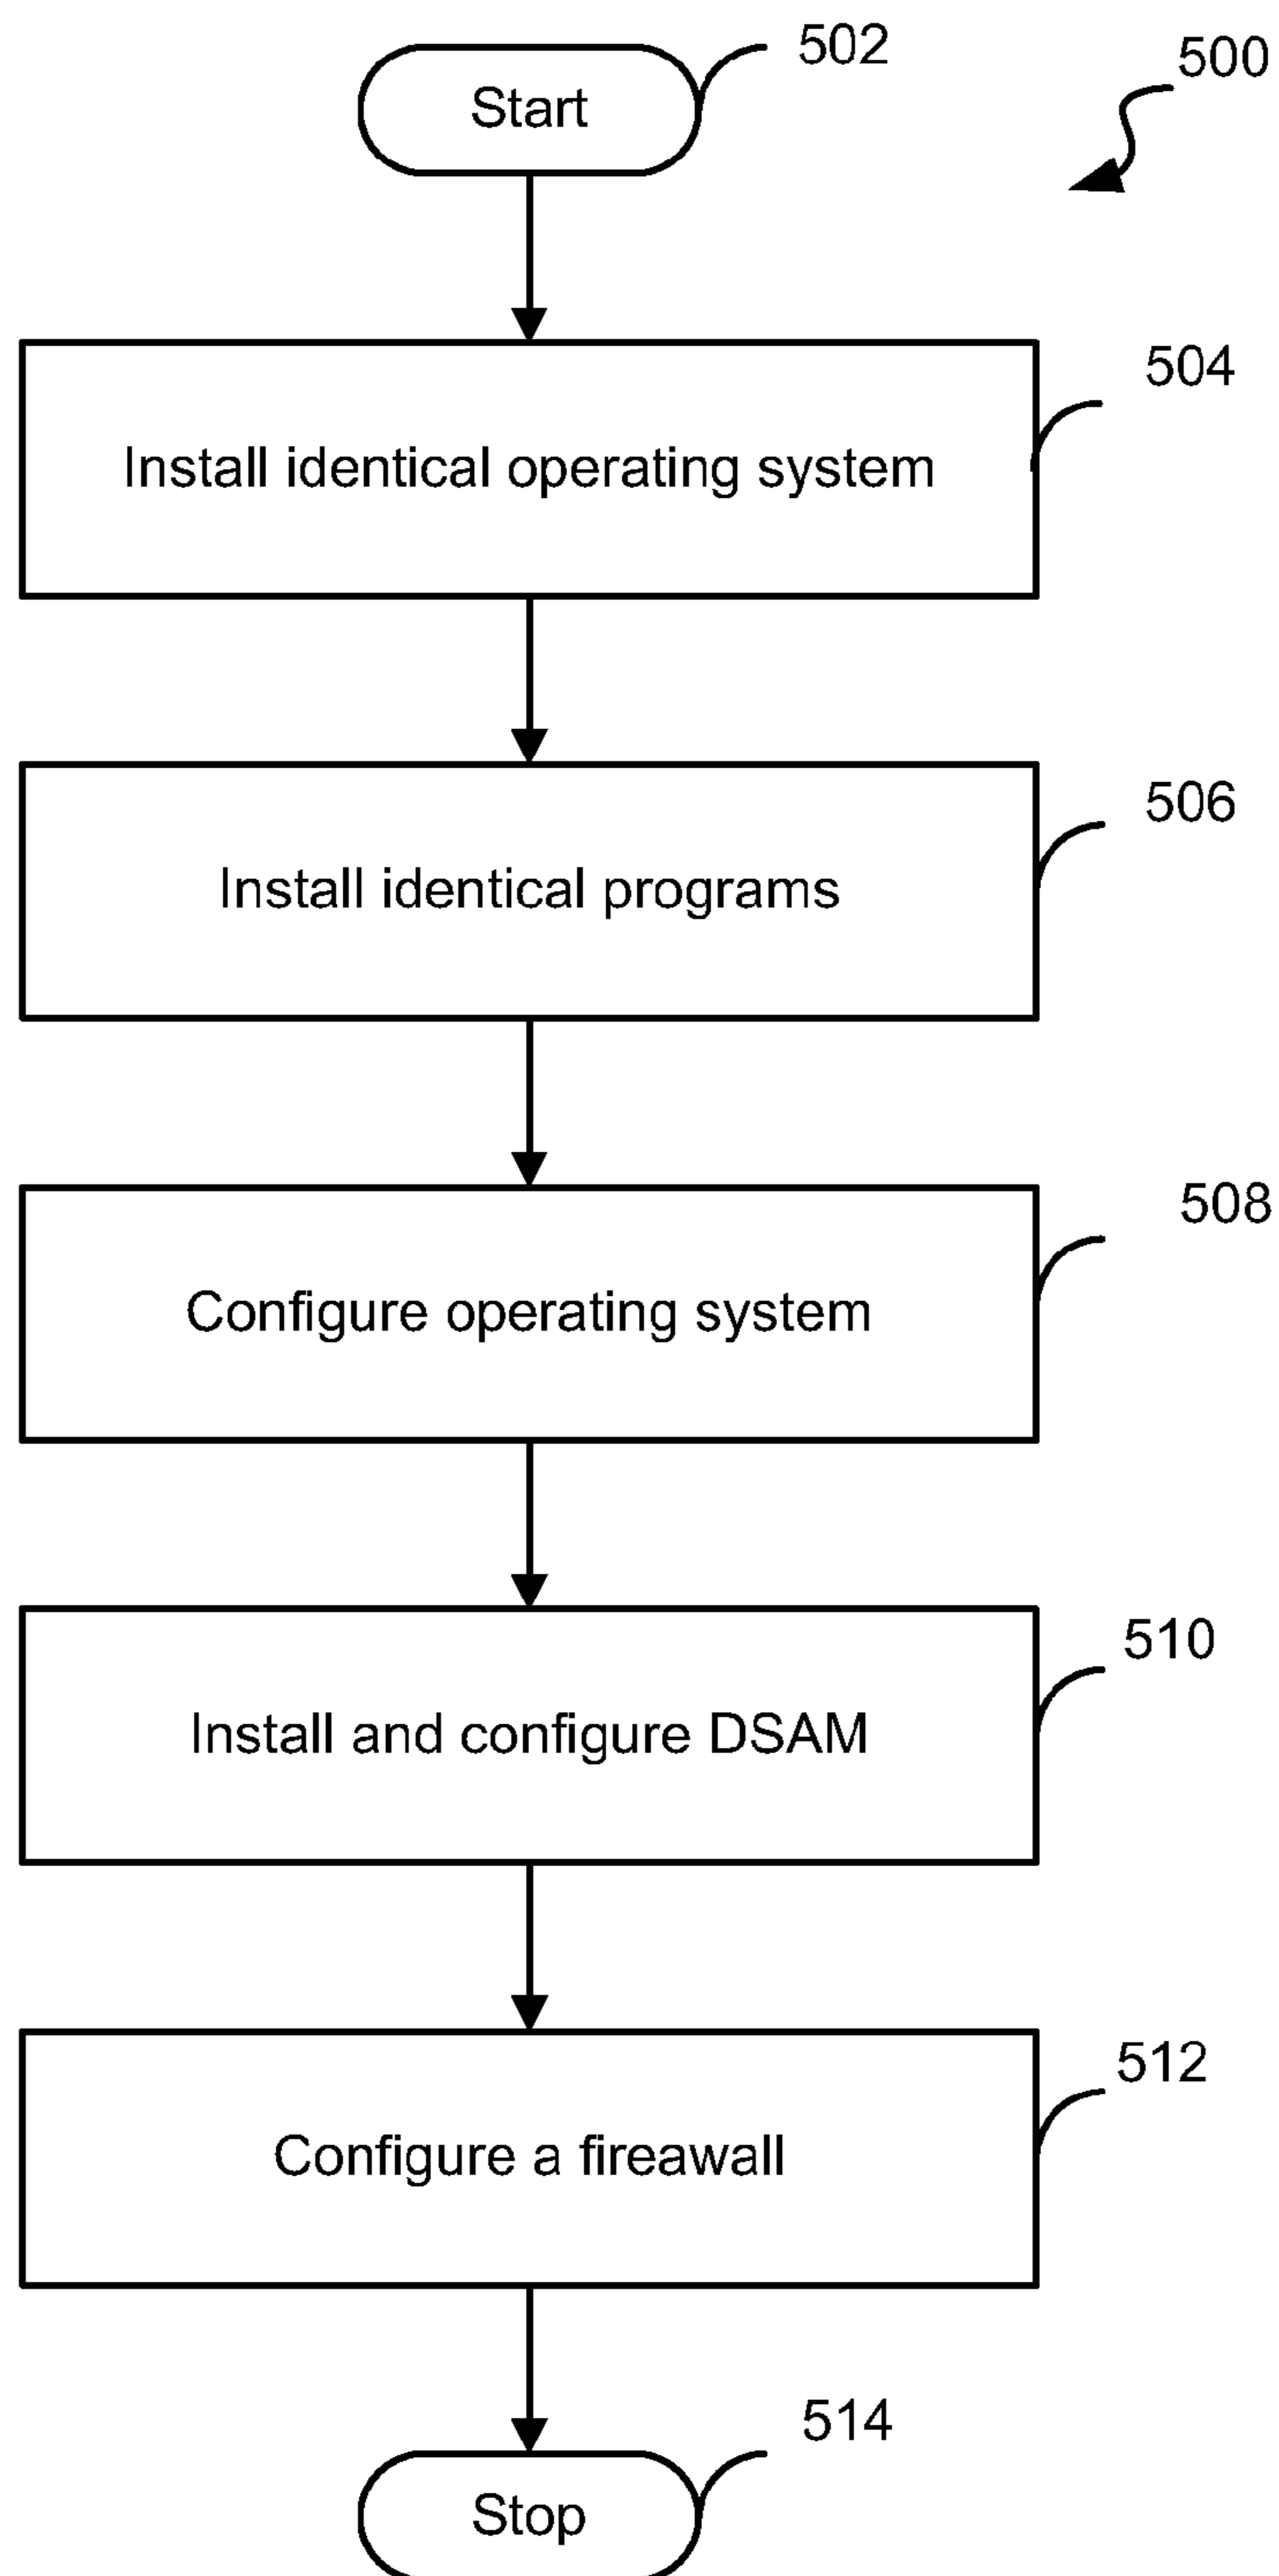 502
500
Start
504
Install identical operating system
506
Install identical programs
508
Configure operating system
510
Install and configure DSAM
512
Configure a fireawall
514
Stop